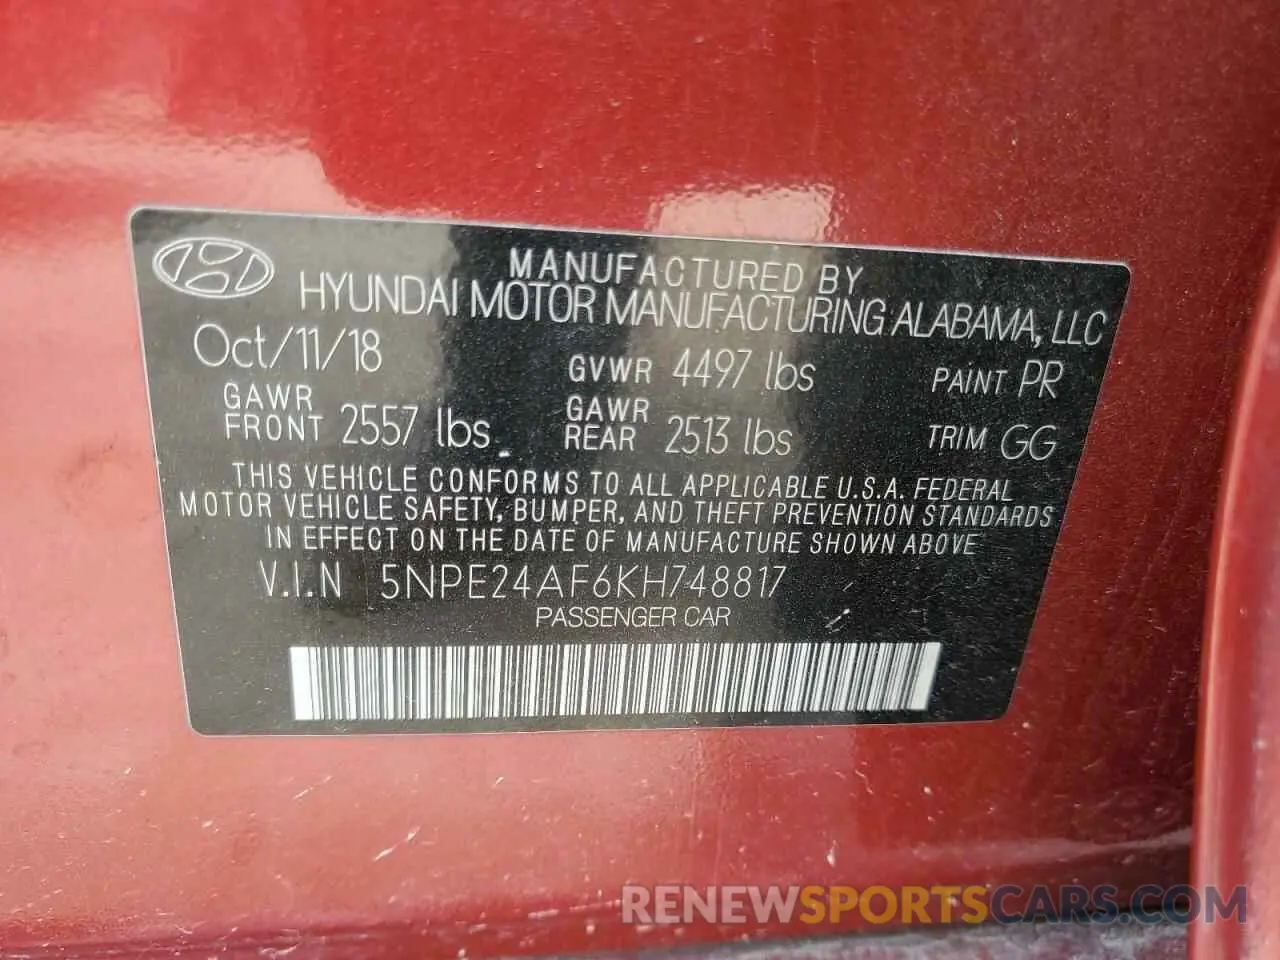 MANUFACTURED BY
HYUNDAI MOTOR MANUFACTURING ALABAMA, LLC
Oct/11/18 GVWR 4497 lbs PAINT PR
GAWR FRONT 2557 lbs GAWR REAR 2513 lbs TRIM GG
THIS VEHICLE CONFORMS TO ALL APPLICABLE U.S.A. FEDERAL
MOTOR VEHICLE SAFETY, BUMPER, AND THEFT PREVENTION STANDARDS
IN EFFECT ON THE DATE OF MANUFACTURE SHOWN ABOVE
V.I.N 5NPE24AF6KH748817
PASSENGER CAR
RENEWSPORTSCARS.COM